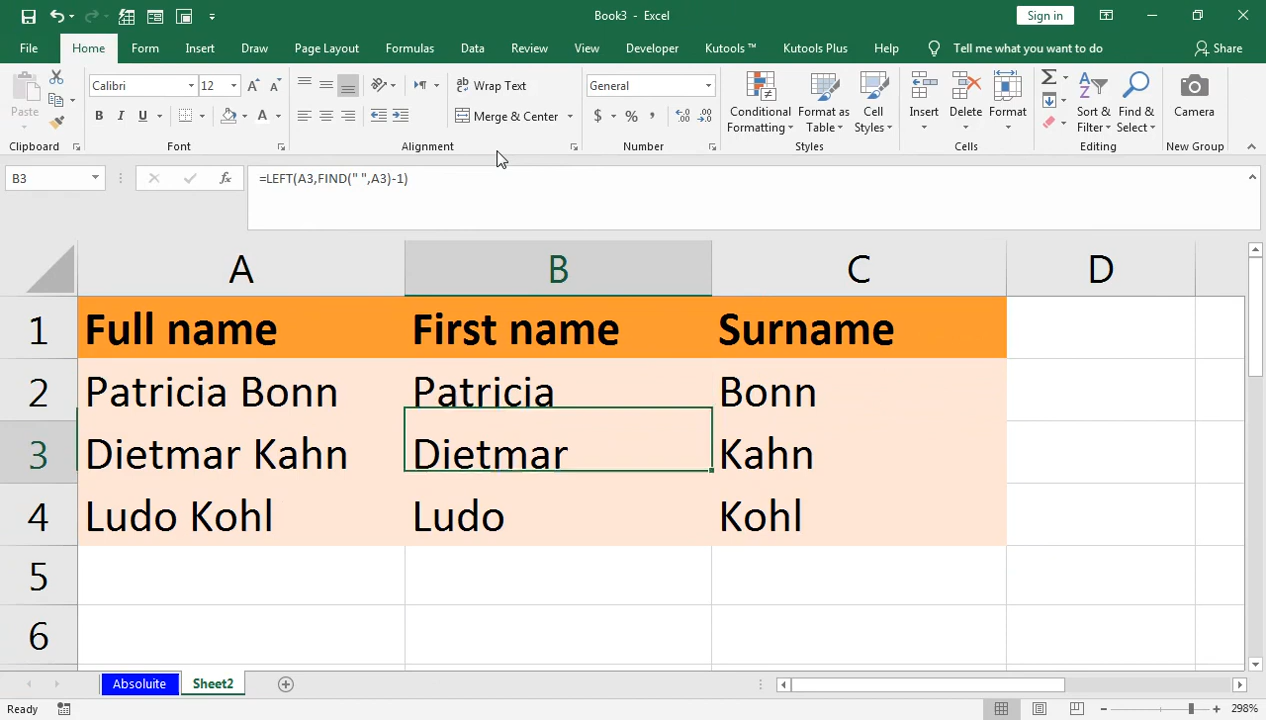 Book3 - Excel
Sign in
File Home Form Insert Draw Page Layout Formulas Data Review View Developer Kutools ™ Kutools Plus Help Tell me what you want to do Share
Paste
Calibri 12
B I U A
Wrap Text
Merge & Center
General
$ % ,
Conditional Formatting
Format as Table
Cell Styles
Insert
Delete
Format
Sort & Filter
Find & Select
Camera
Clipboard Font Alignment Number Styles Cells Editing New Group
B3 fx =LEFT(A3,FIND(" ",A3)-1)
A B C D
1 Full name First name Surname
2 Patricia Bonn Patricia Bonn
3 Dietmar Kahn Dietmar Kahn
4 Ludo Kohl Ludo Kohl
5
6
Absoluite Sheet2
Ready 298%